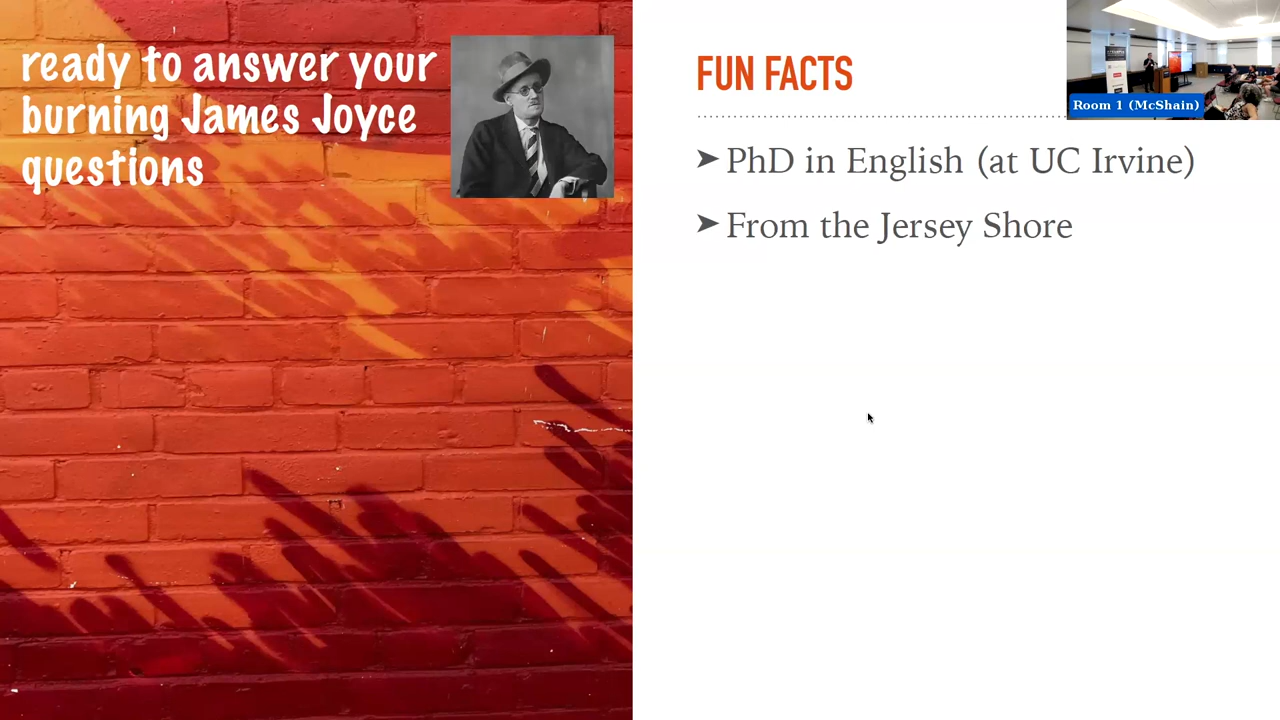 ready to answer your
burning James Joyce
questions
FUN FACTS
➤ PhD in English (at UC Irvine)
➤ From the Jersey Shore
Room 1 (McShain)